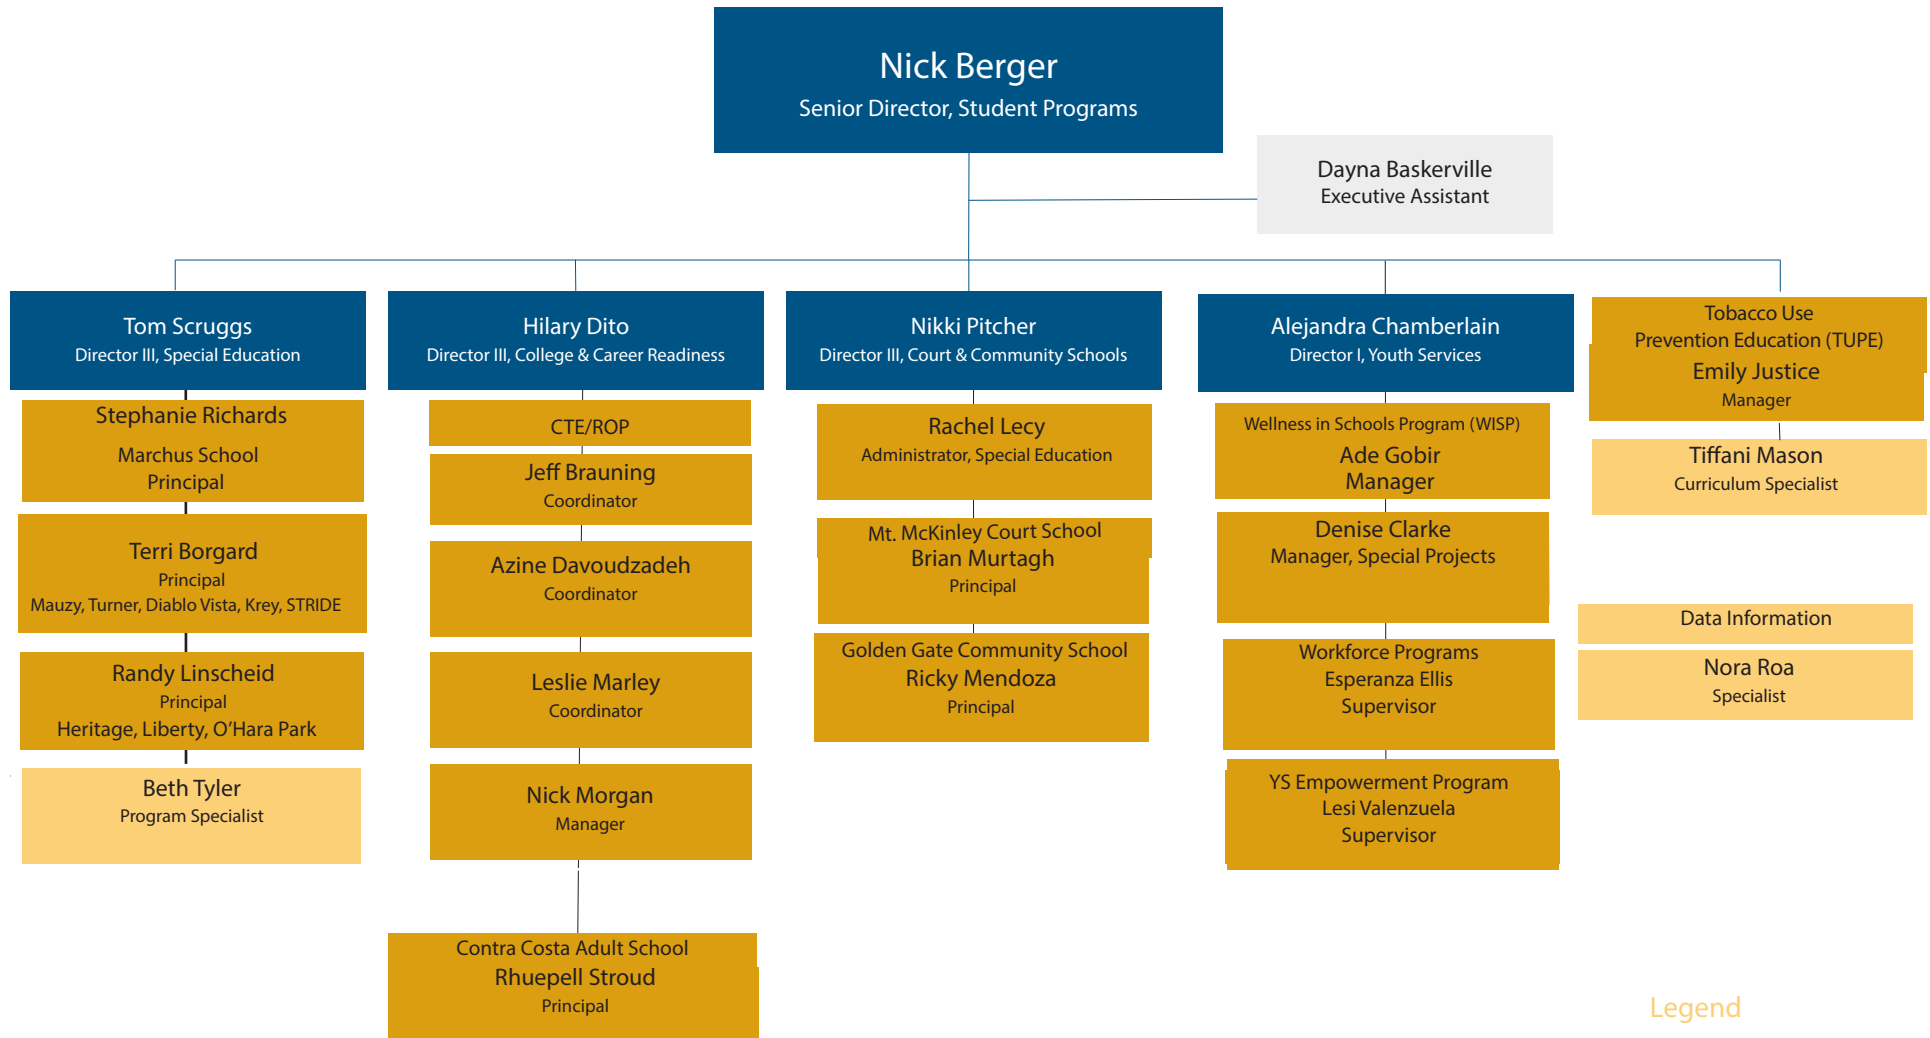 Nick Berger
Senior Director, Student Programs
Dayna Baskerville
Executive Assistant
Tom Scruggs
Director III, Special Education
Stephanie Richards
Marchus School
Principal
Terri Borgard
Principal
Mauzy, Turner, Diablo Vista, Krey, STRIDE
Randy Linscheid
Principal
Heritage, Liberty, O’Hara Park
Beth Tyler
Program Specialist
Hilary Dito
Director III, College & Career Readiness
CTE/ROP
Jeff Brauning
Coordinator
Azine Davoudzadeh
Coordinator
Leslie Marley
Coordinator
Nick Morgan
Manager
Contra Costa Adult School
Rhuepell Stroud
Principal
Nikki Pitcher
Director III, Court & Community Schools
Rachel Lecy
Administrator, Special Education
Mt. McKinley Court School
Brian Murtagh
Principal
Golden Gate Community School
Ricky Mendoza
Principal
Alejandra Chamberlain
Director I, Youth Services
Wellness in Schools Program (WISP)
Ade Gobir
Manager
Denise Clarke
Manager, Special Projects
Workforce Programs
Esperanza Ellis
Supervisor
YS Empowerment Program
Lesi Valenzuela
Supervisor
Tobacco Use
Prevention Education (TUPE)
Emily Justice
Manager
Tiffani Mason
Curriculum Specialist
Data Information
Nora Roa
Specialist
Legend